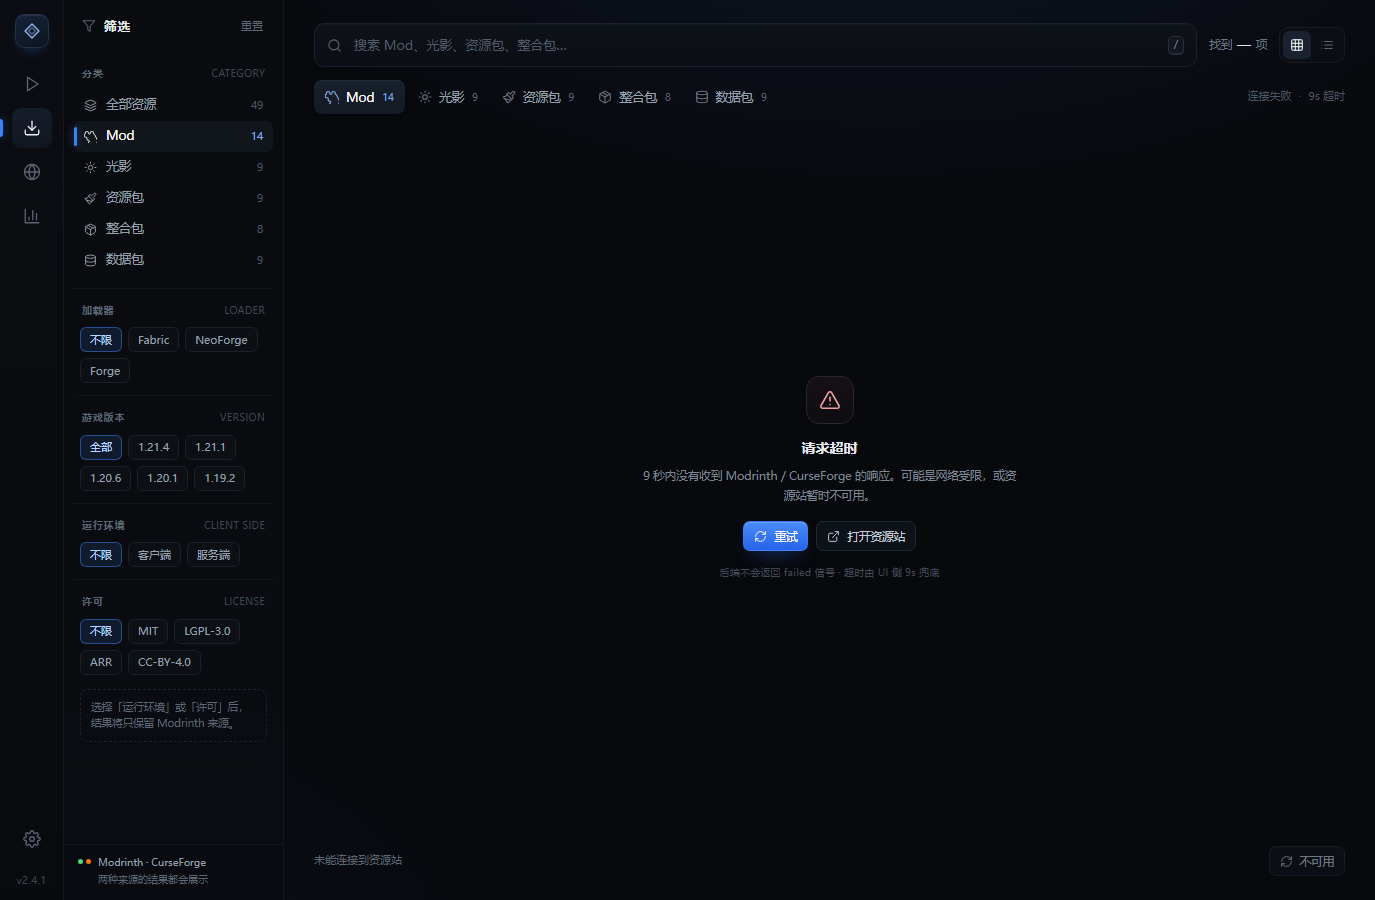 筛选
重置
分类 CATEGORY
全部资源 49
Mod 14
光影 9
资源包 9
整合包 8
数据包 9
加载器 LOADER
不限 Fabric NeoForge
Forge
游戏版本 VERSION
全部 1.21.4 1.21.1
1.20.6 1.20.1 1.19.2
运行环境 CLIENT SIDE
不限 客户端 服务端
许可 LICENSE
不限 MIT LGPL-3.0
ARR CC-BY-4.0
选择「运行环境」或「许可」后,
结果将只保留 Modrinth 来源。
Modrinth · CurseForge
两种来源的结果都会展示
v2.4.1
搜索 Mod、光影、资源包、整合包... /
找到 — 项
Mod 14 光影 9 资源包 9 整合包 8 数据包 9
连接失败 · 9s 超时
请求超时
9 秒内没有收到 Modrinth / CurseForge 的响应。可能是网络受限，或资
源站暂时不可用。
重试 打开资源站
后端不会返回 failed 信号 · 超时由 UI 侧 9s 兜底
未能连接到资源站
不可用